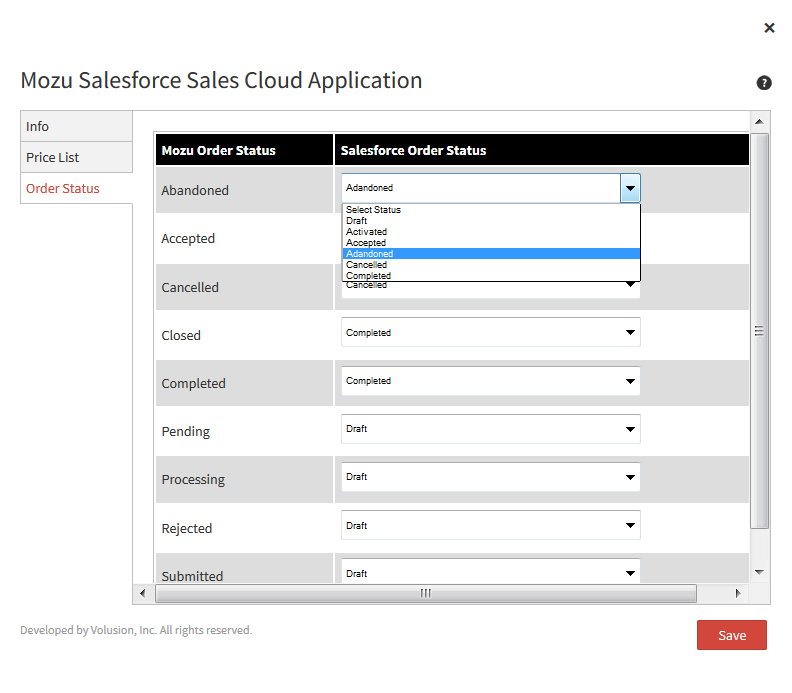 ×
Mozu Salesforce Sales Cloud Application
?
Info
Price List
Order Status
Mozu Order Status Salesforce Order Status
Abandoned Adandoned
Select Status
Draft
Activated
Accepted
Adandoned
Cancelled
Completed
Accepted
Cancelled Cancelled
Closed Completed
Completed Completed
Pending Draft
Processing Draft
Rejected Draft
Submitted Draft
Developed by Volusion, Inc. All rights reserved.
Save